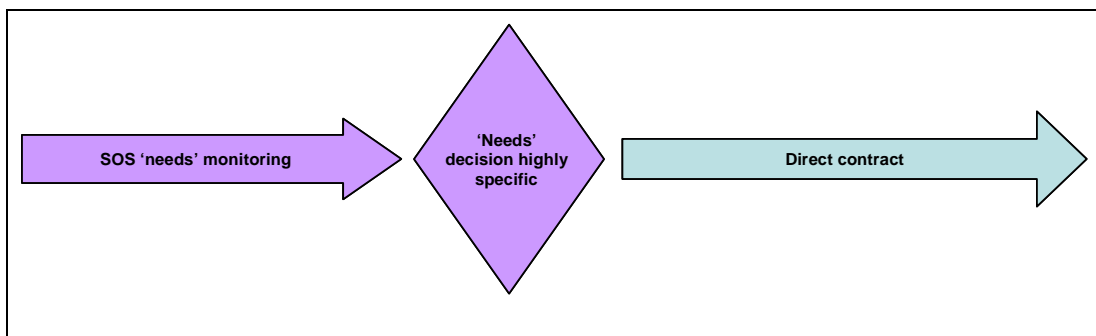 SOS ‘needs’ monitoring
‘Needs’
decision highly
specific
Direct contract